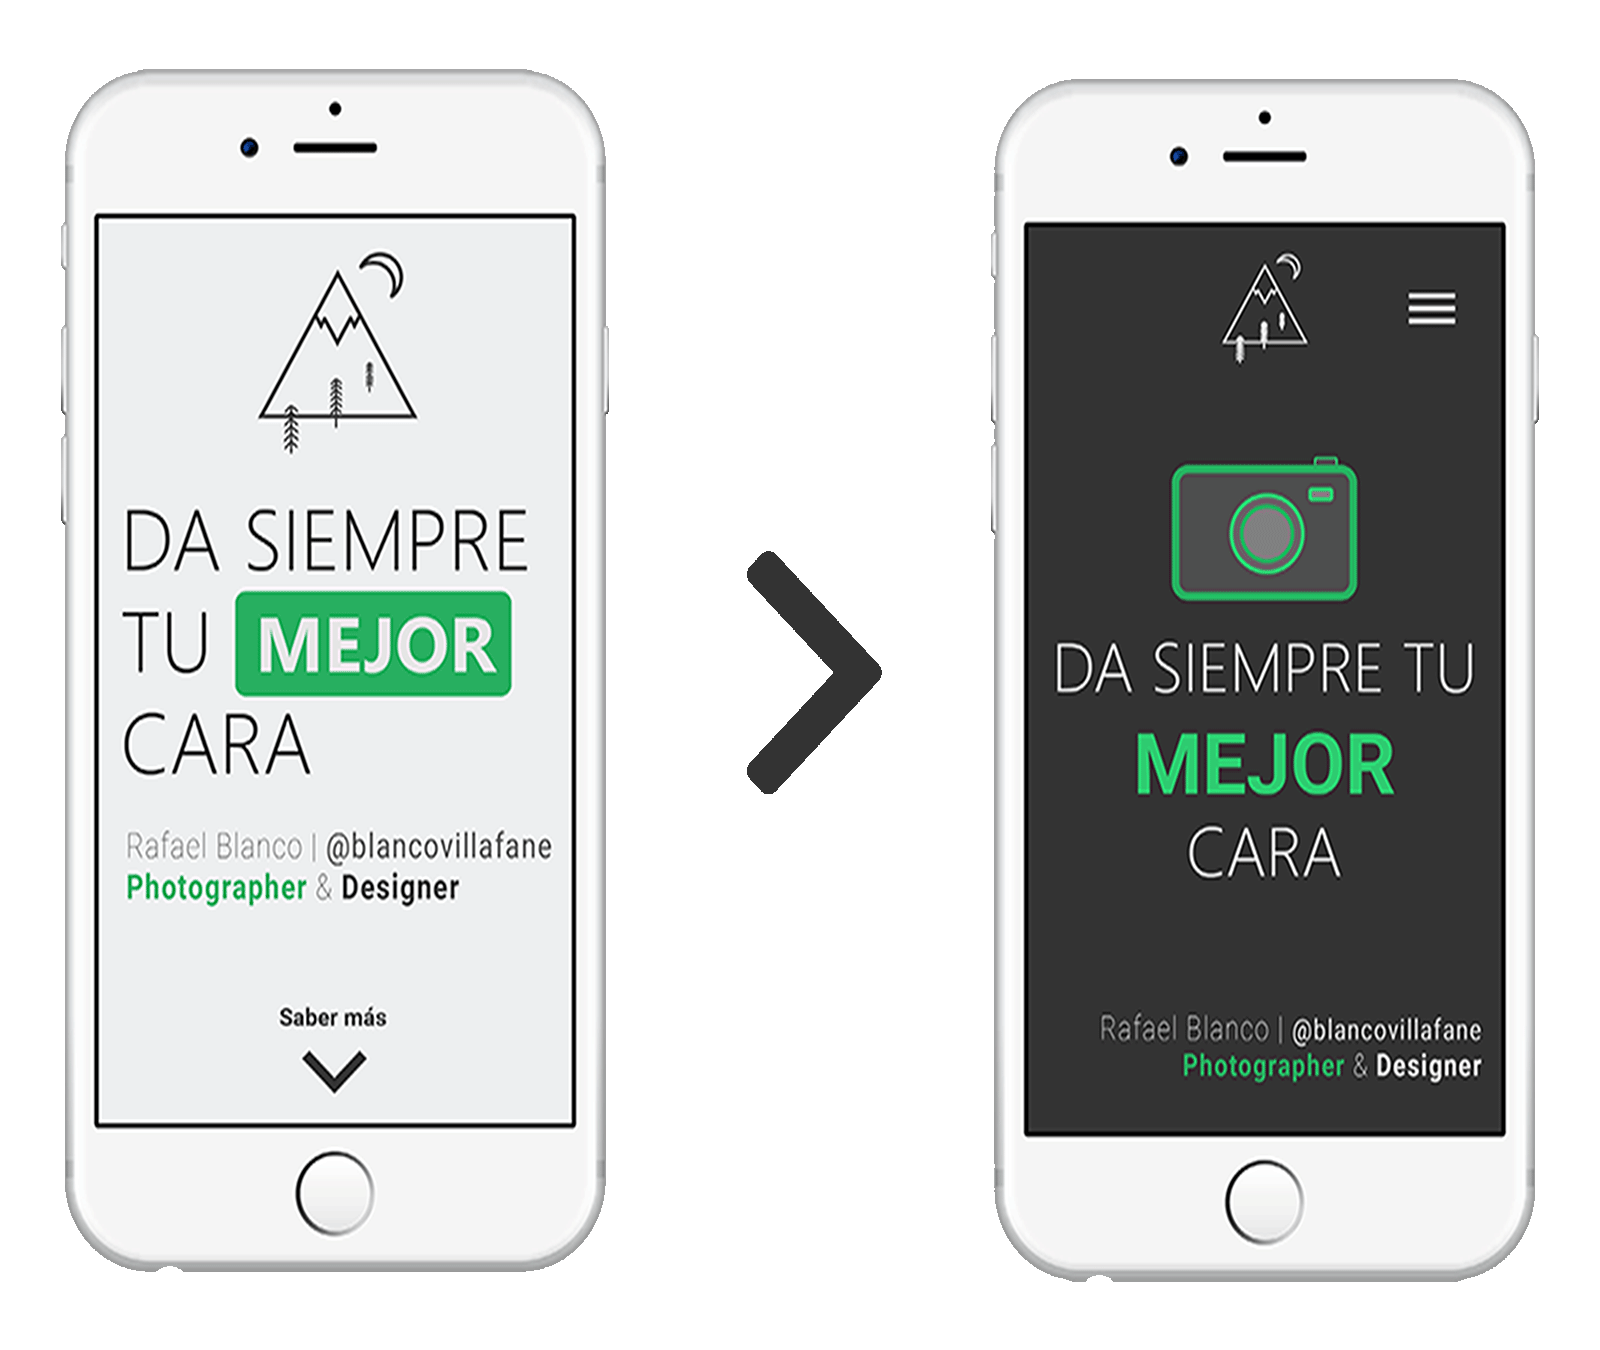 DA SIEMPRE
TU MEJOR
CARA
Rafael Blanco | @blancovillafane
Photographer & Designer
Saber más
DA SIEMPRE TU
MEJOR
CARA
Rafael Blanco | @blancovillafane
Photographer & Designer